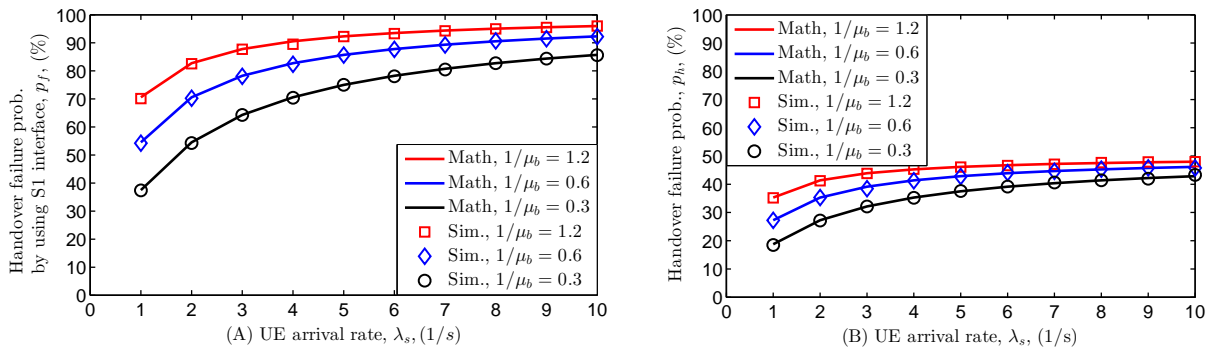 Handover failure prob.
by using S1 interface, p_f, (%)
100
90
80
70
60
50
40
30
20
10
0
Math, 1/μ_b = 1.2
Math, 1/μ_b = 0.6
Math, 1/μ_b = 0.3
Sim., 1/μ_b = 1.2
Sim., 1/μ_b = 0.6
Sim., 1/μ_b = 0.3
0 1 2 3 4 5 6 7 8 9 10
(A) UE arrival rate, λ_s, (1/s)
Handover failure prob., p_h, (%)
100
90
80
70
60
50
40
30
20
10
0
Math, 1/μ_b = 1.2
Math, 1/μ_b = 0.6
Math, 1/μ_b = 0.3
Sim., 1/μ_b = 1.2
Sim., 1/μ_b = 0.6
Sim., 1/μ_b = 0.3
0 1 2 3 4 5 6 7 8 9 10
(B) UE arrival rate, λ_s, (1/s)